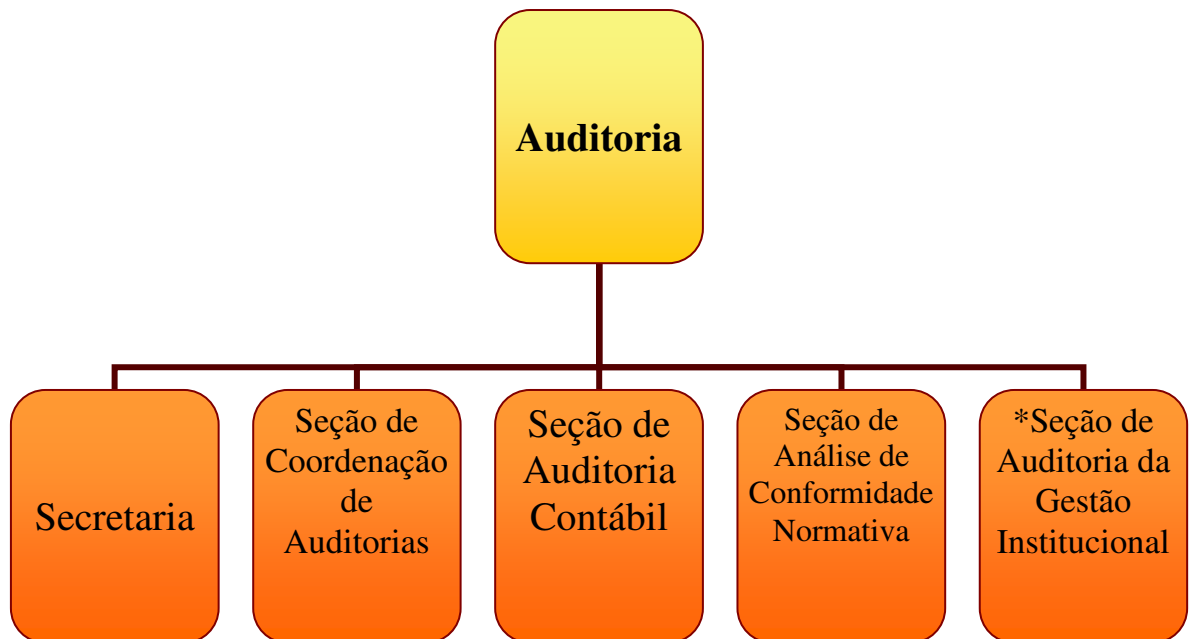 Auditoria
Secretaria
Seção de
Coordenação
de
Auditorias
Seção de
Auditoria
Contábil
Seção de
Análise de
Conformidade
Normativa
*Seção de
Auditoria da
Gestão
Institucional